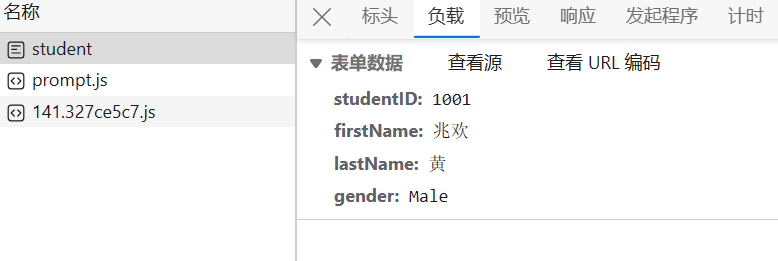 名称
student
prompt.js
141.327ce5c7.js
标头 负载 预览 响应 发起程序 计时
表单数据 查看源 查看 URL 编码
studentID: 1001
firstName: 兆欢
lastName: 黄
gender: Male